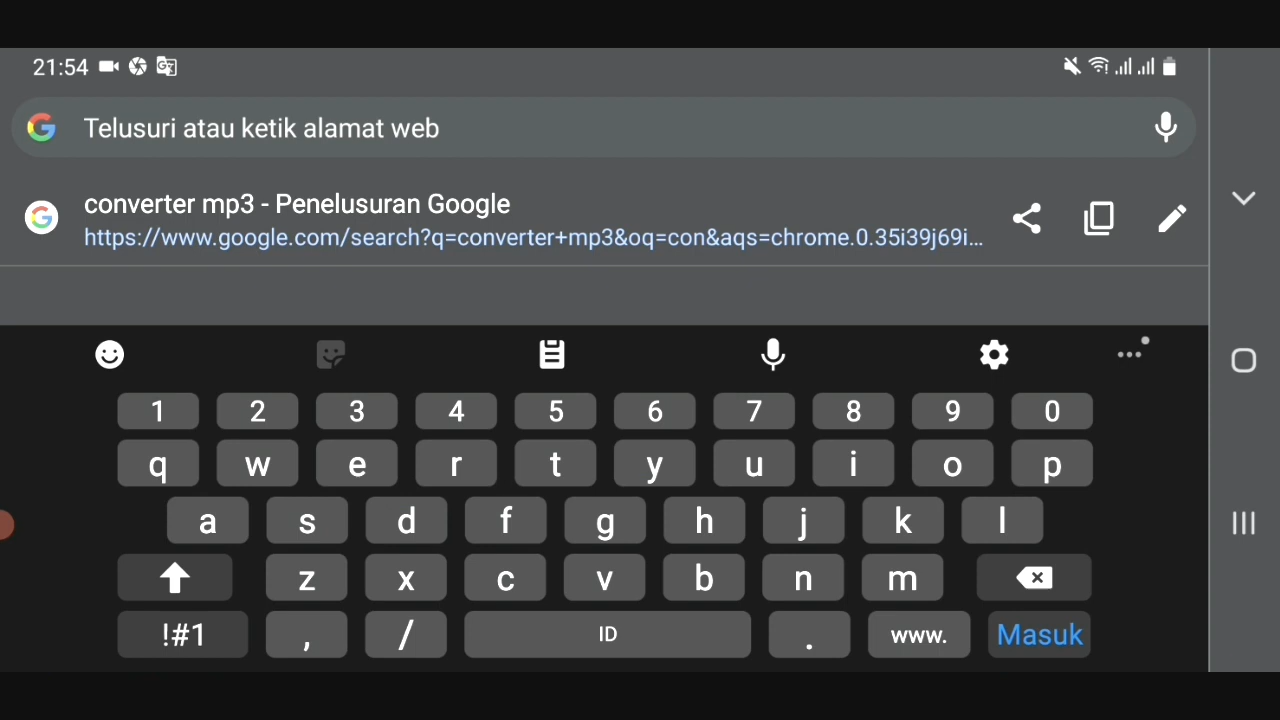 21:54
Telusuri atau ketik alamat web
converter mp3 - Penelusuran Google
https://www.google.com/search?q=converter+mp3&oq=con&aqs=chrome.0.35i39j69i...
1 2 3 4 5 6 7 8 9 0
q w e r t y u i o p
a s d f g h j k l
z x c v b n m
!#1 , / ID . www. Masuk